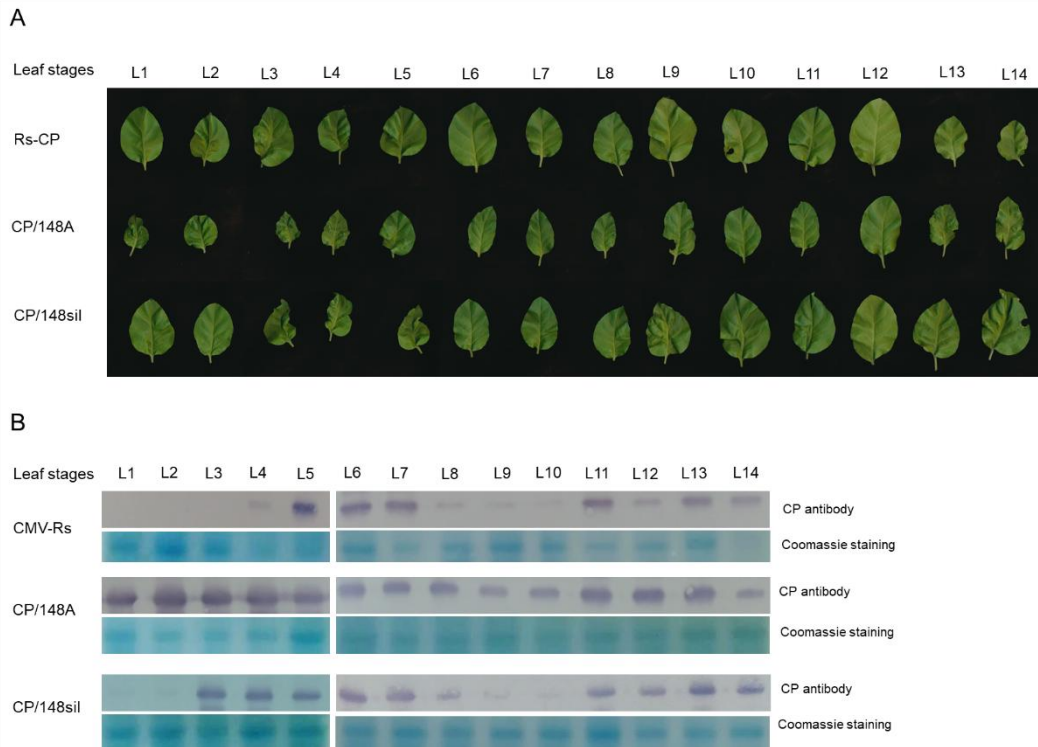 A
Leaf stages L1 L2 L3 L4 L5 L6 L7 L8 L9 L10 L11 L12 L13 L14
Rs-CP
CP/148A
CP/148sil
B
Leaf stages L1 L2 L3 L4 L5 L6 L7 L8 L9 L10 L11 L12 L13 L14
CP antibody
CMV-Rs
Coomassie staining
CP antibody
CP/148A
Coomassie staining
CP antibody
CP/148sil
Coomassie staining